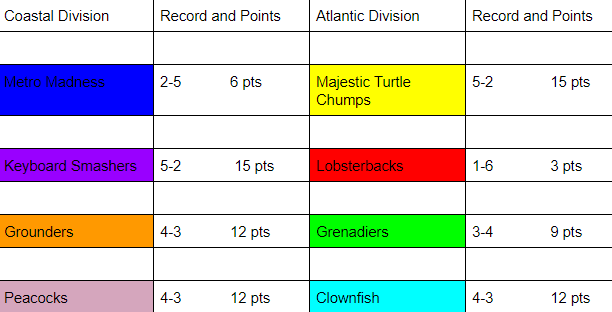 Coastal Division Record and Points Atlantic Division Record and Points
Metro Madness 2-5 6 pts Majestic Turtle Chumps 5-2 15 pts
Keyboard Smashers 5-2 15 pts Lobsterbacks 1-6 3 pts
Grounders 4-3 12 pts Grenadiers 3-4 9 pts
Peacocks 4-3 12 pts Clownfish 4-3 12 pts